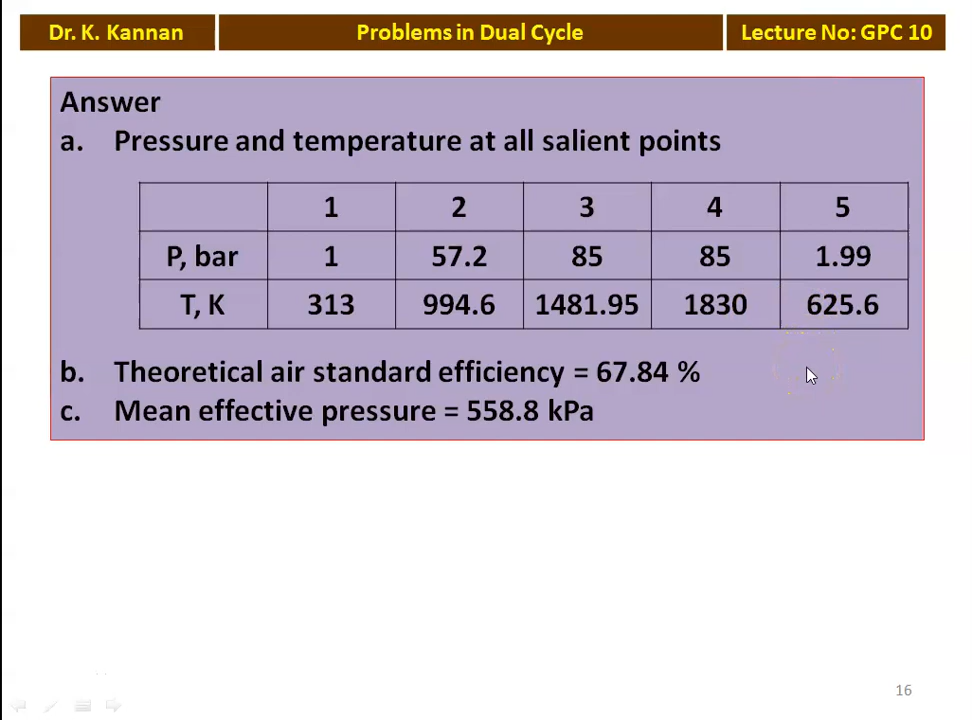 Dr. K. Kannan Problems in Dual Cycle Lecture No: GPC 10
Answer
a. Pressure and temperature at all salient points
1 2 3 4 5
P, bar 1 57.2 85 85 1.99
T, K 313 994.6 1481.95 1830 625.6
b. Theoretical air standard efficiency = 67.84 %
c. Mean effective pressure = 558.8 kPa
16